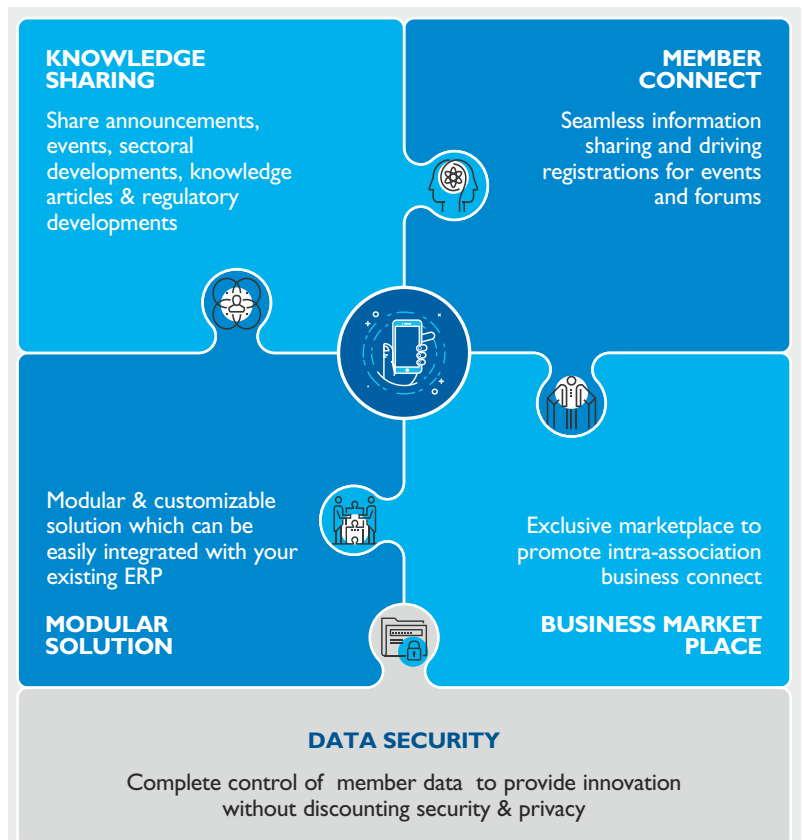 KNOWLEDGE
SHARING
Share announcements,
events, sectoral
developments, knowledge
articles & regulatory
developments
MEMBER
CONNECT
Seamless information
sharing and driving
registrations for events
and forums
Modular & customizable
solution which can be
easily integrated with your
existing ERP
MODULAR
SOLUTION
Exclusive marketplace to
promote intra-association
business connect
BUSINESS MARKET
PLACE
DATA SECURITY
Complete control of member data to provide innovation
without discounting security & privacy